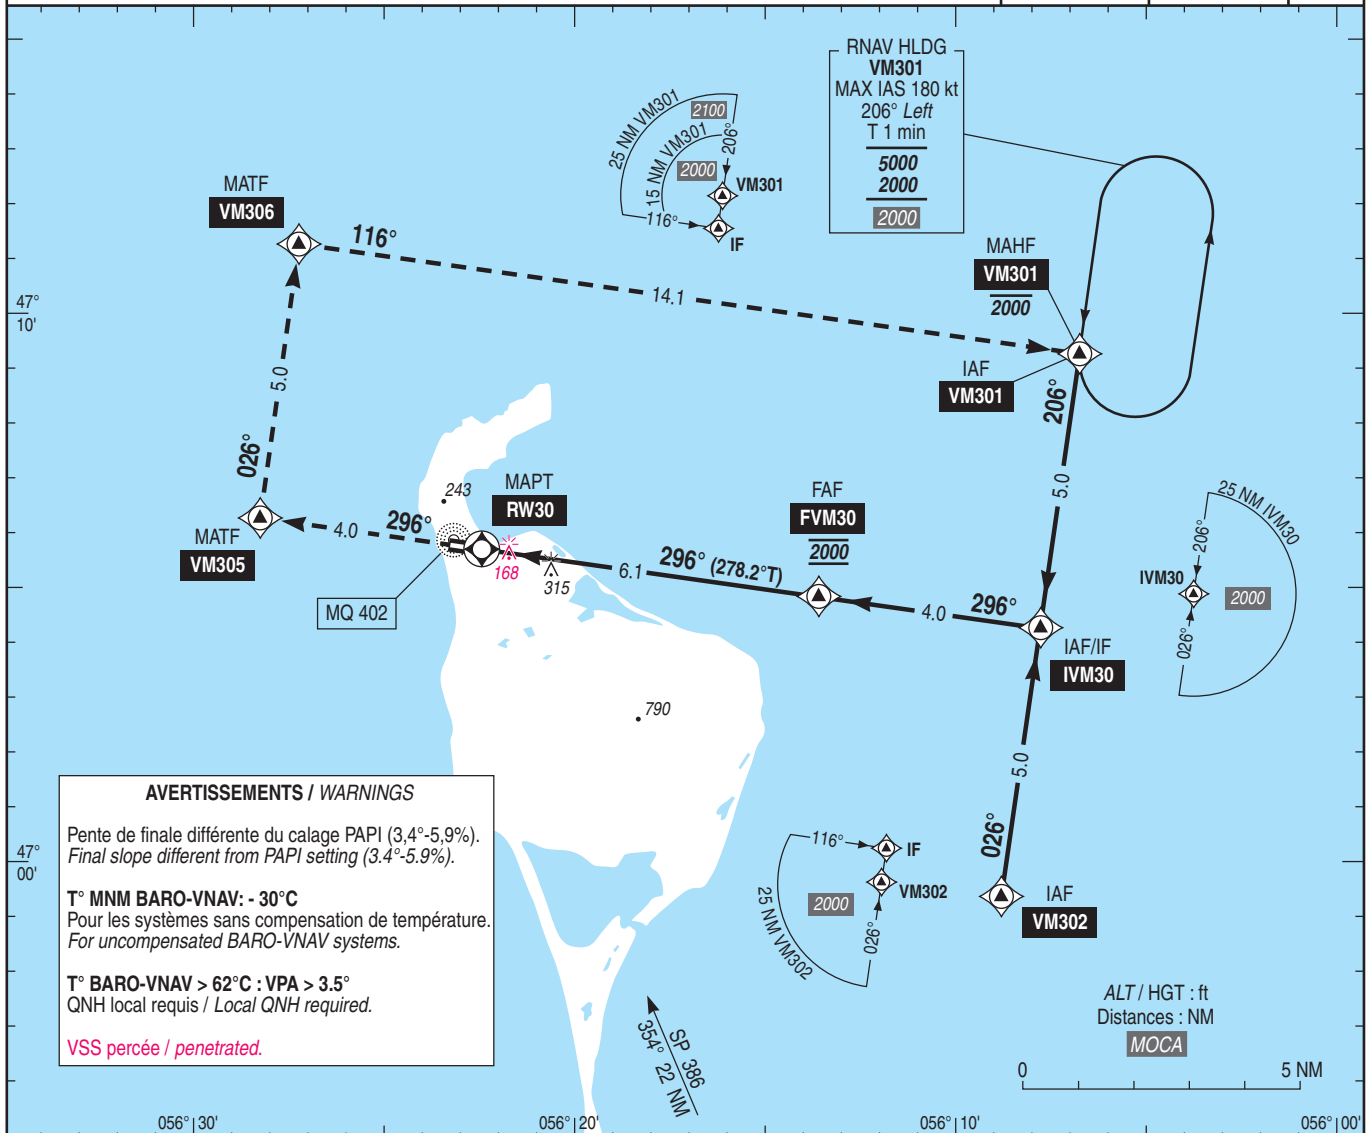 RNAV HLDG
VM301
MAX IAS 180 kt
206° Left
T 1 min
5000
2000
2000
25 NM VM301
2100
15 NM VM301
2000
206°
VM301
116°
IF
MATF
VM306
116°
14.1
MAHF
VM301
2000
IAF
VM301
206°
5.0
47°
10'
5.0
026°
MATF
VM305
4.0
296°
243
MAPT
RW30
168
315
MQ 402
6.1
296° (278.2°T)
FAF
FVM30
2000
4.0
296°
IAF/IF
IVM30
25 NM IVM30
206°
IVM30
2000
026°
790
5.0
026°
IAF
VM302
116°
IF
VM302
2000
026°
25 NM VM302
47°
00'
AVERTISSEMENTS / WARNINGS
Pente de finale différente du calage PAPI (3,4°-5,9%).
Final slope different from PAPI setting (3.4°-5.9%).
T° MNM BARO-VNAV: - 30°C
Pour les systèmes sans compensation de température.
For uncompensated BARO-VNAV systems.
T° BARO-VNAV > 62°C : VPA > 3.5°
QNH local requis / Local QNH required.
VSS percée / penetrated.
SP 386
354° 22 NM
ALT / HGT : ft
Distances : NM
MOCA
0 5 NM
056° 30' 056° 20' 056° 10' 056° 00'